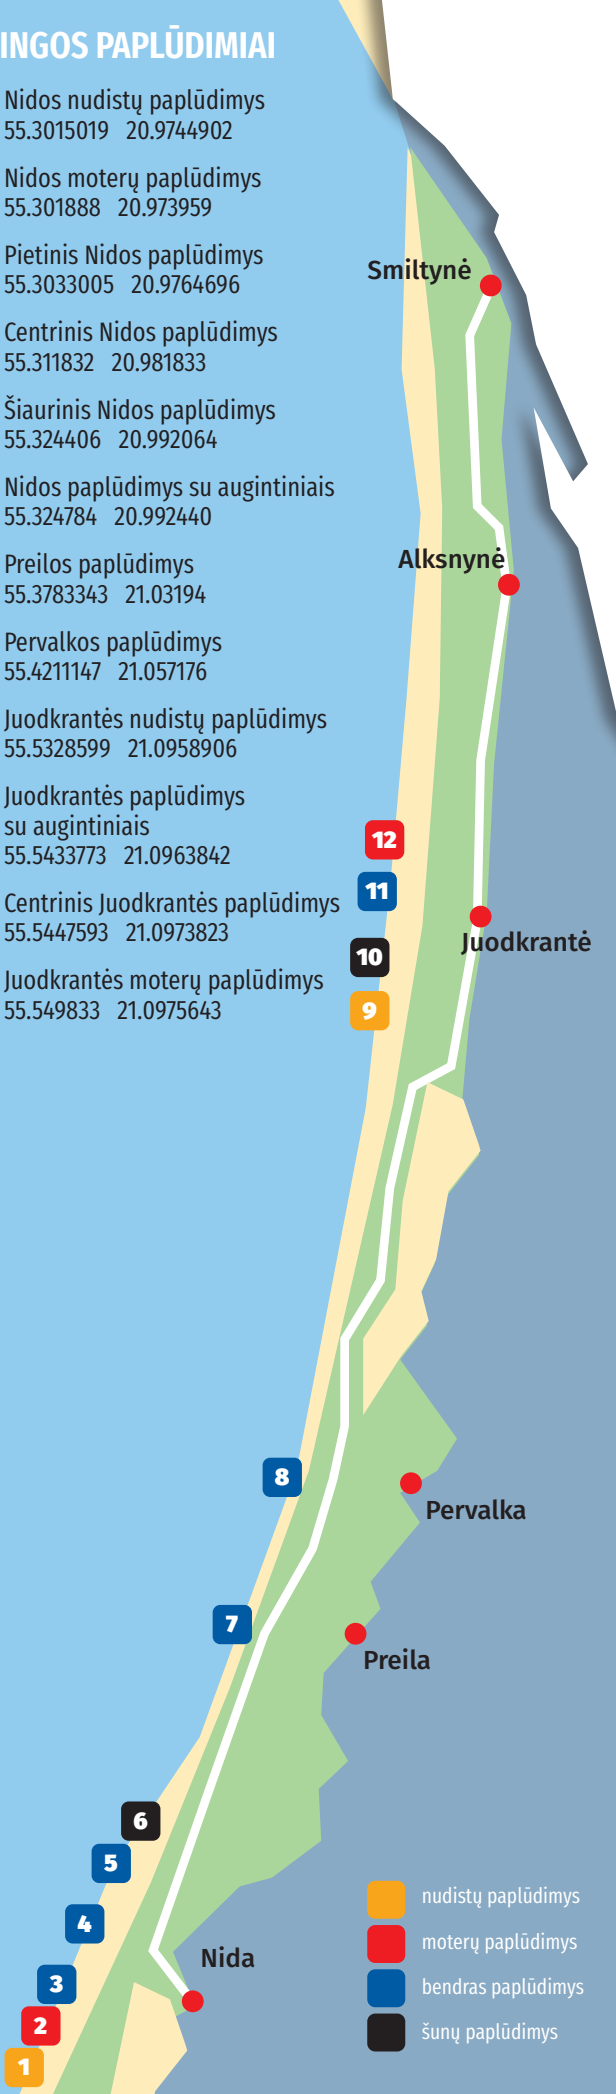 INGOS PAPLŪDIMIAI
Nidos nudistų paplūdimys
55.3015019 20.9744902
Nidos moterų paplūdimys
55.301888 20.973959
Pietinis Nidos paplūdimys
55.3033005 20.9764696
Centrinis Nidos paplūdimys
55.311832 20.981833
Šiaurinis Nidos paplūdimys
55.324406 20.992064
Nidos paplūdimys su augintiniais
55.324784 20.992440
Preilos paplūdimys
55.3783343 21.03194
Pervalkos paplūdimys
55.4211147 21.057176
Juodkrantės nudistų paplūdimys
55.5328599 21.0958906
Juodkrantės paplūdimys
su augintiniais
55.5433773 21.0963842
Centrinis Juodkrantės paplūdimys
55.5447593 21.0973823
Juodkrantės moterų paplūdimys
55.549833 21.0975643
Smiltynė
Alksnynė
12
11
Juodkrantė
10
9
8
Pervalka
7
Preila
6
5
4
Nida
3
2
1
nudistų paplūdimys
moterų paplūdimys
bendras paplūdimys
šunų paplūdimys